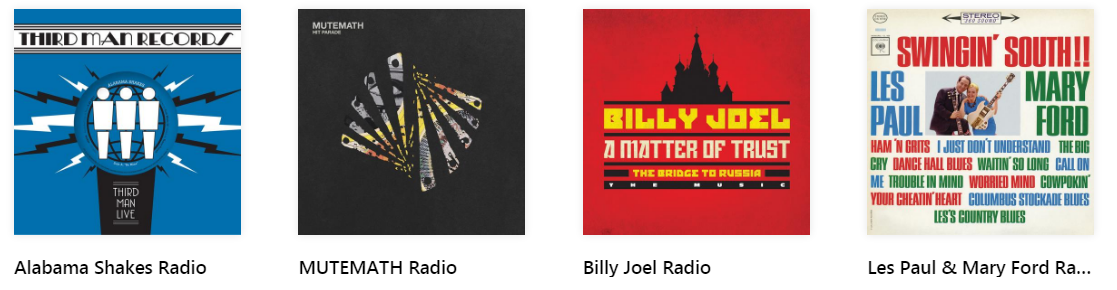 THIRD MAN RECORDS
ALABAMA SHAKES
THIRD
MAN
LIVE
Alabama Shakes Radio
MUTEMATH
HIT PARADE
MUTEMATH Radio
BILLY JOEL
A MATTER OF TRUST
THE BRIDGE TO RUSSIA
THE MUSIC
Billy Joel Radio
STEREO
360 SOUND
SWINGIN' SOUTH!!
LES MARY
PAUL FORD
HAM 'N GRITS I JUST DON'T UNDERSTAND THE BIG
CRY DANCE HALL BLUES WAITIN' SO LONG CALL ON
ME TROUBLE IN MIND WORRIED MIND COWPOKIN'
YOUR CHEATIN' HEART COLUMBUS STOCKADE BLUES
LES'S COUNTRY BLUES
Les Paul & Mary Ford Ra...